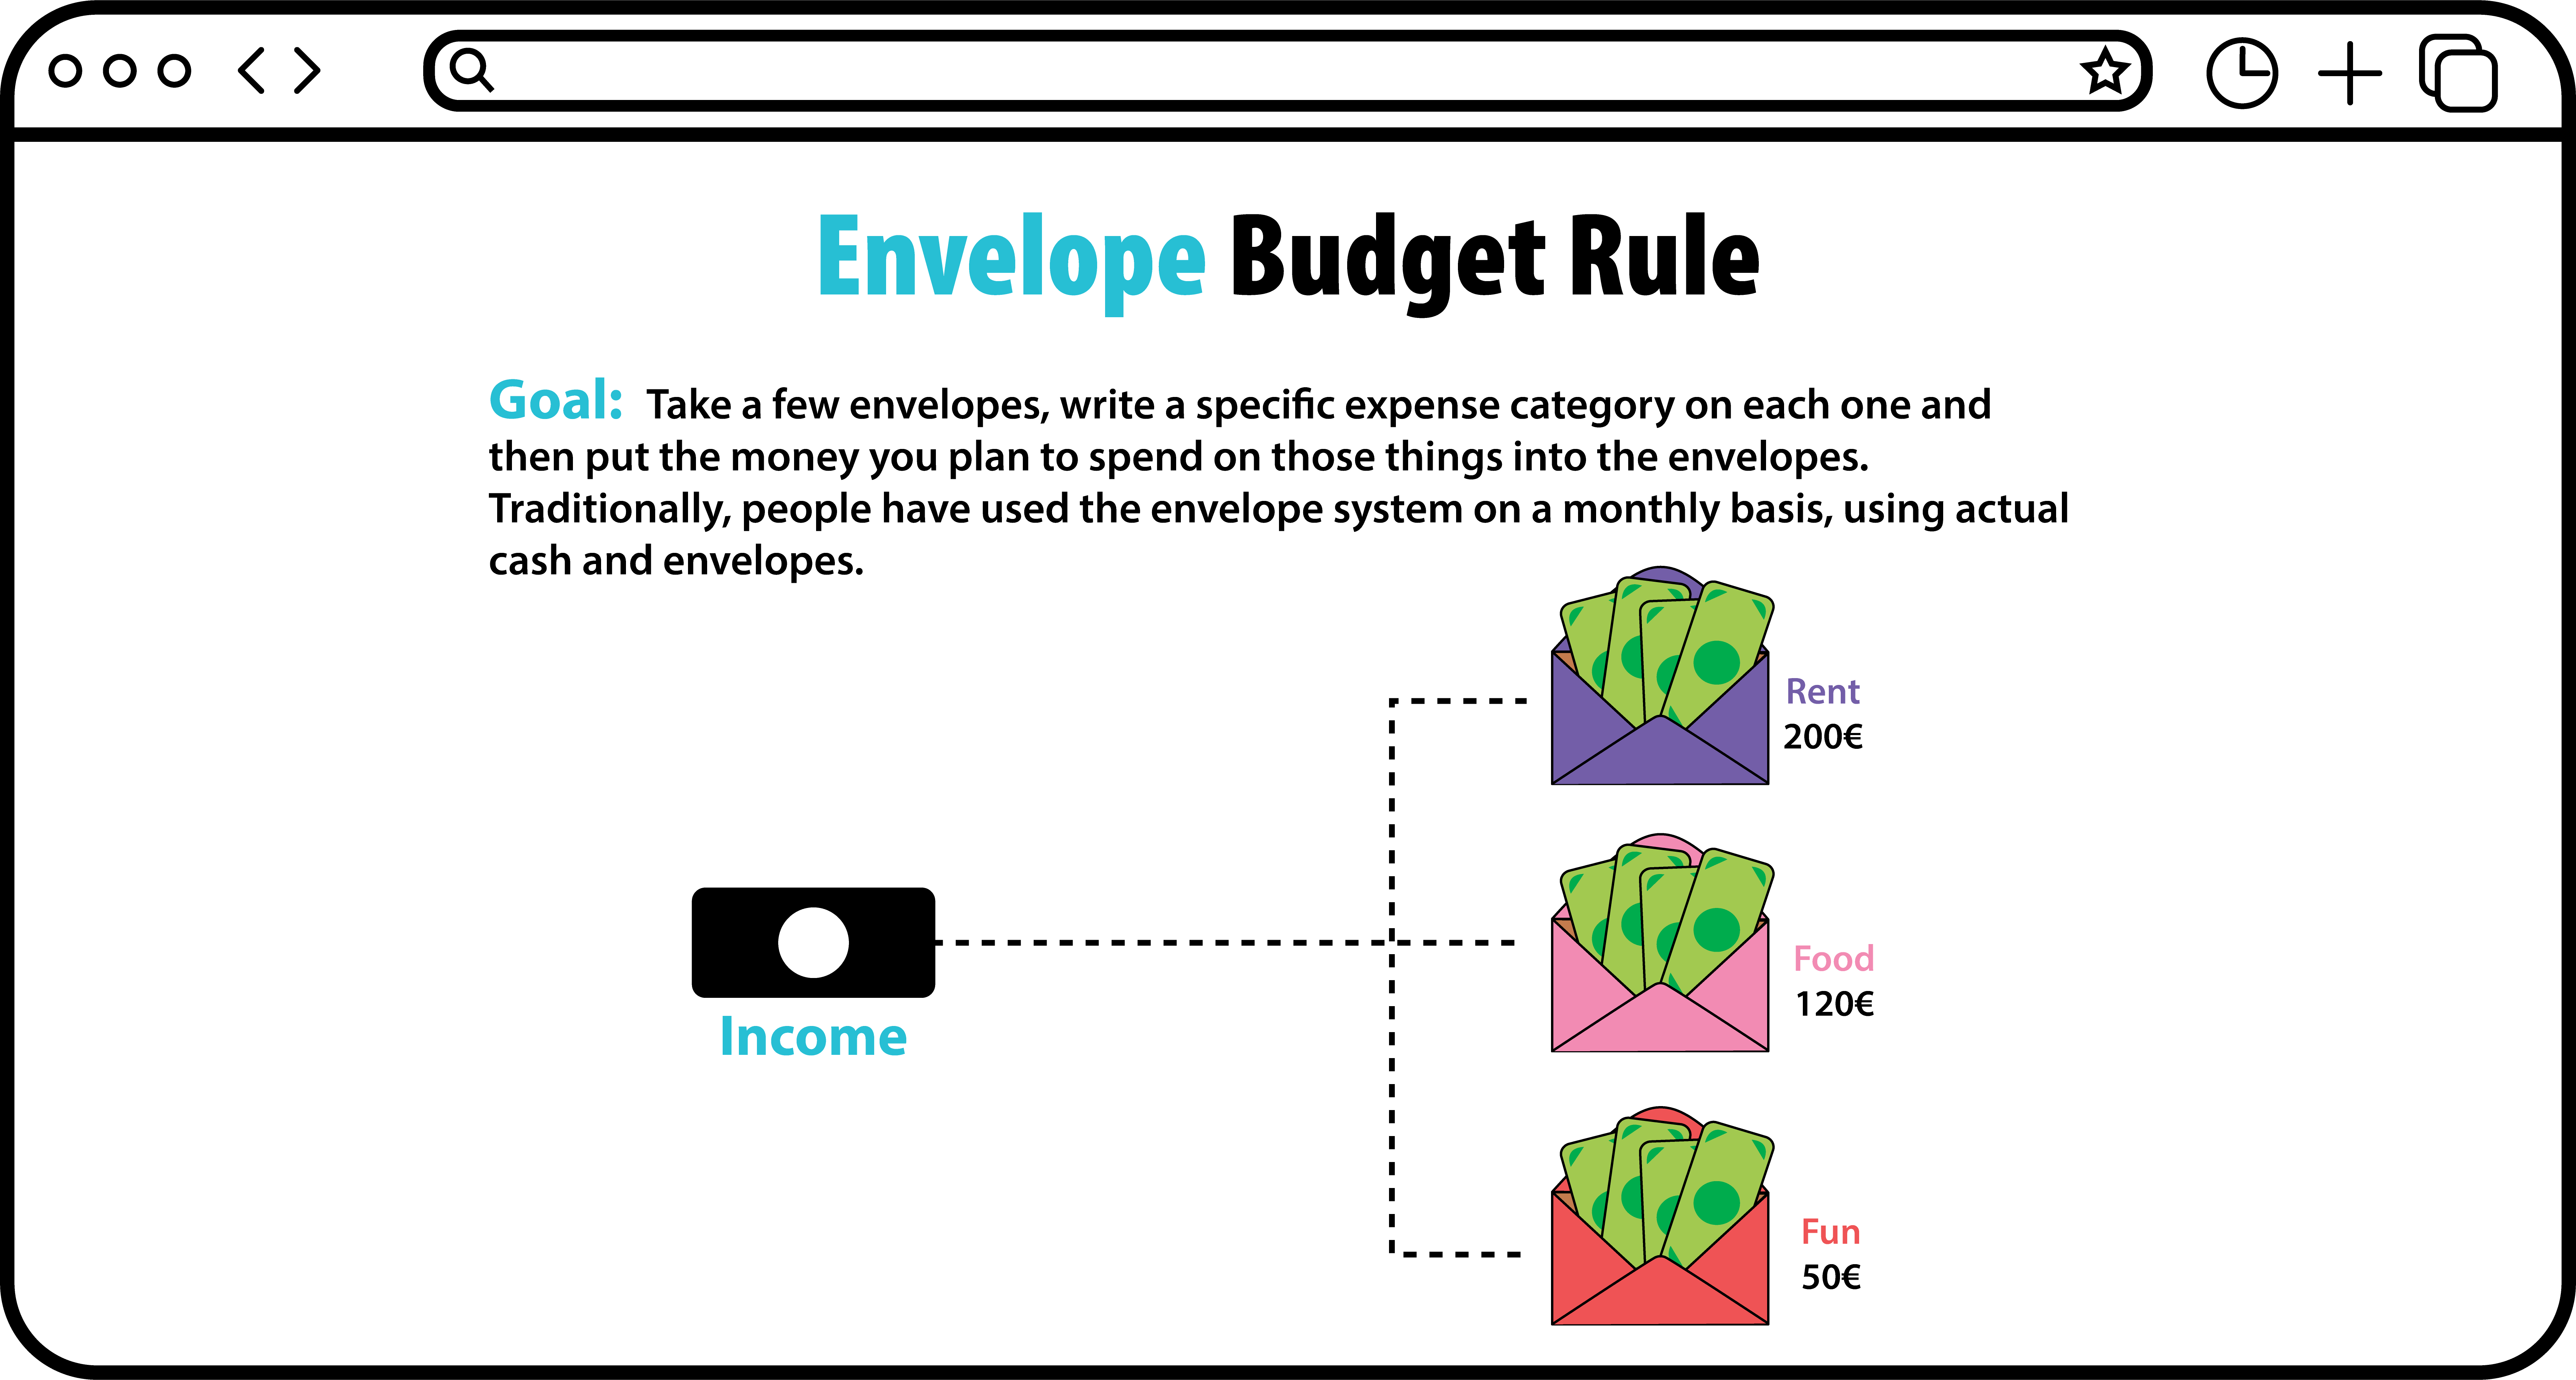 Envelope Budget Rule
Goal: Take a few envelopes, write a specific expense category on each one and
then put the money you plan to spend on those things into the envelopes.
Traditionally, people have used the envelope system on a monthly basis, using actual
cash and envelopes.
Rent
200€
Food
120€
Income
Fun
50€